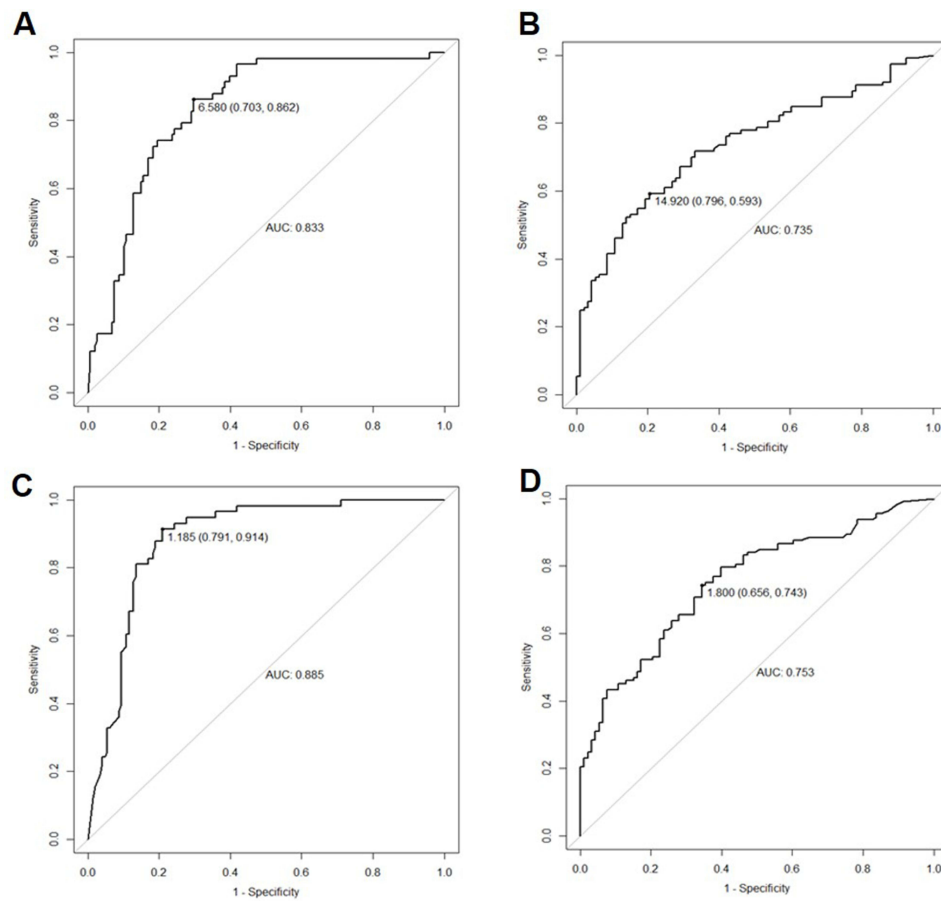 A
1.0
0.8
0.6
0.4
0.2
0.0
Sensitivity
6.580 (0.703, 0.862)
AUC: 0.833
0.0 0.2 0.4 0.6 0.8 1.0
1 - Specificity
B
1.0
0.8
0.6
0.4
0.2
0.0
Sensitivity
14.920 (0.796, 0.593)
AUC: 0.735
0.0 0.2 0.4 0.6 0.8 1.0
1 - Specificity
C
1.0
0.8
0.6
0.4
0.2
0.0
Sensitivity
1.185 (0.791, 0.914)
AUC: 0.885
0.0 0.2 0.4 0.6 0.8 1.0
1 - Specificity
D
1.0
0.8
0.6
0.4
0.2
0.0
Sensitivity
1.800 (0.656, 0.743)
AUC: 0.753
0.0 0.2 0.4 0.6 0.8 1.0
1 - Specificity